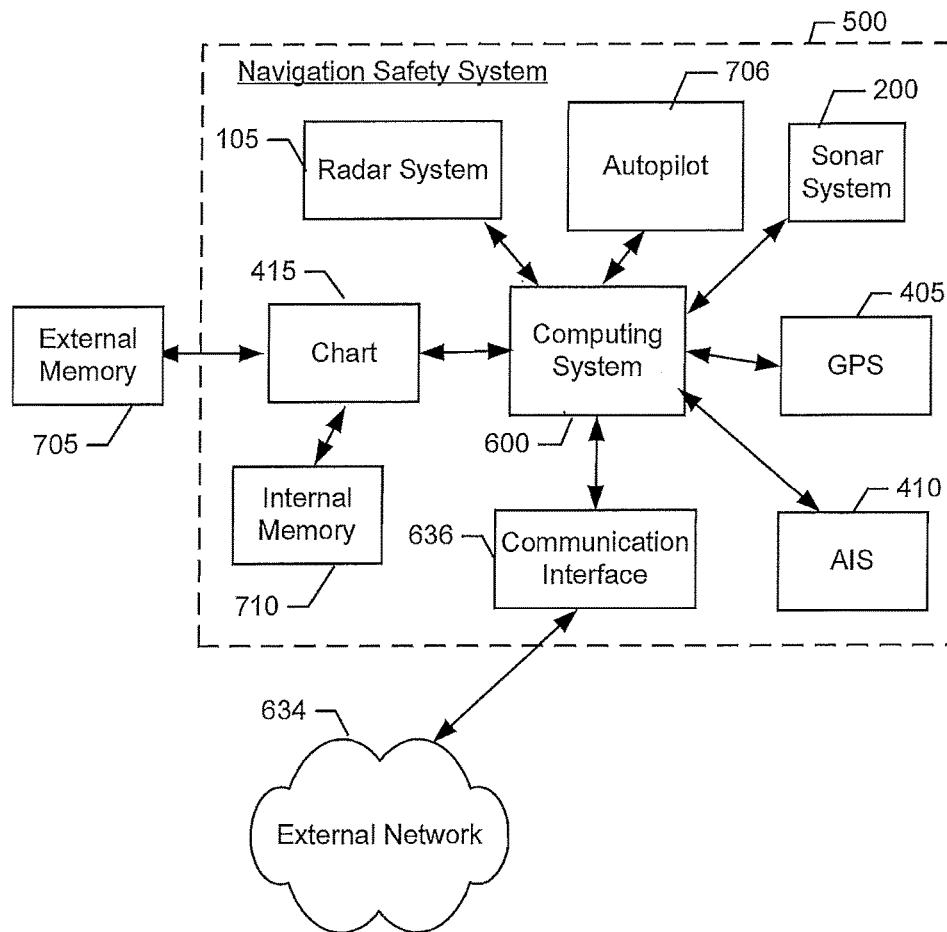 500
Navigation Safety System
706
200
105
Radar System
Autopilot
Sonar
System
415
405
External
Memory
Chart
Computing
System
GPS
705
600
410
Internal
Memory
636
Communication
Interface
AIS
710
634
External Network